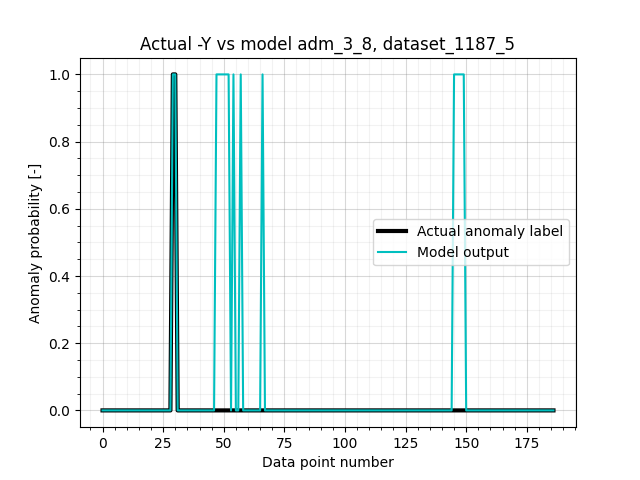 Actual -Y vs model adm_3_8, dataset_1187_5
1.0
0.8
0.6
0.4
0.2
0.0
Anomaly probability [-]
Actual anomaly label
Model output
0 25 50 75 100 125 150 175
Data point number